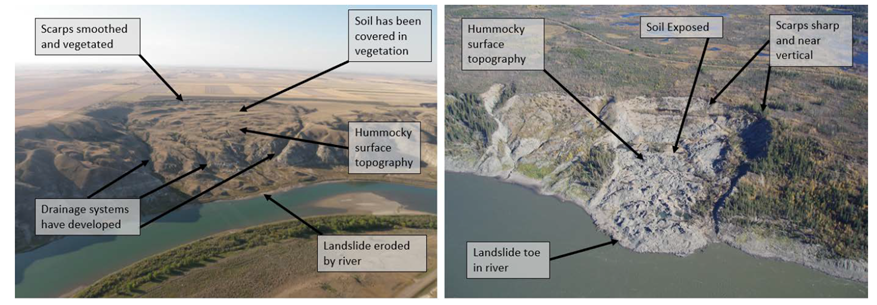 Scarps smoothed
and vegetated
Soil has been
covered in
vegetation
Hummocky
surface
topography
Drainage systems
have developed
Landslide eroded
by river
Hummocky
surface
topography
Soil Exposed
Scarps sharp
and near
vertical
Landslide toe
in river